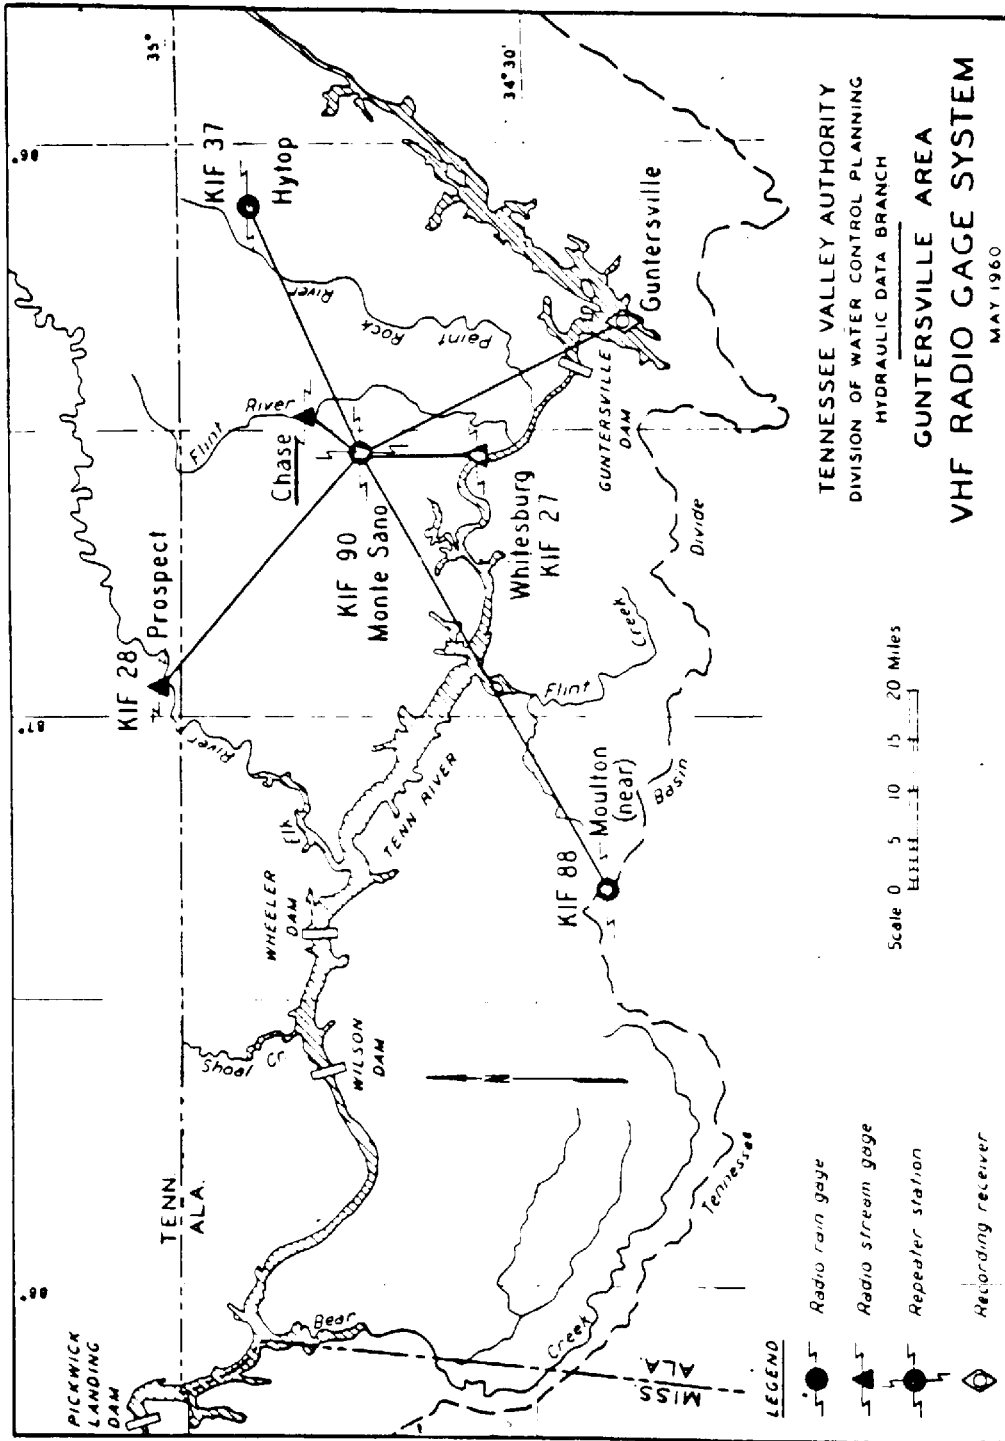 PICKWICK
LANDING
DAM
88°
TENN.
ALA.
Shoal
Cr
WILSON
DAM
WHEELER
DAM
Elk
River
TENN RIVER
87°
KIF 28
Prospect
Flint
River
Chase
KIF 90
Monte Sano
KIF 37
Hytop
86°
35°
34° 30'
Paint
Rock
River
Whitesburg
KIF 27
GUNTERSVILLE
DAM
Guntersville
Flint
Creek
KIF 88
Moulton
(near)
Basin
Divide
Tennessee
Bear
Creek
MISS
ALA.
N
LEGEND
Radio rain gage
Radio stream gage
Repeater station
Recording receiver
Scale 0 5 10 15 20 Miles
TENNESSEE VALLEY AUTHORITY
DIVISION OF WATER CONTROL PLANNING
HYDRAULIC DATA BRANCH
GUNTERSVILLE AREA
VHF RADIO GAGE SYSTEM
MAY 1960